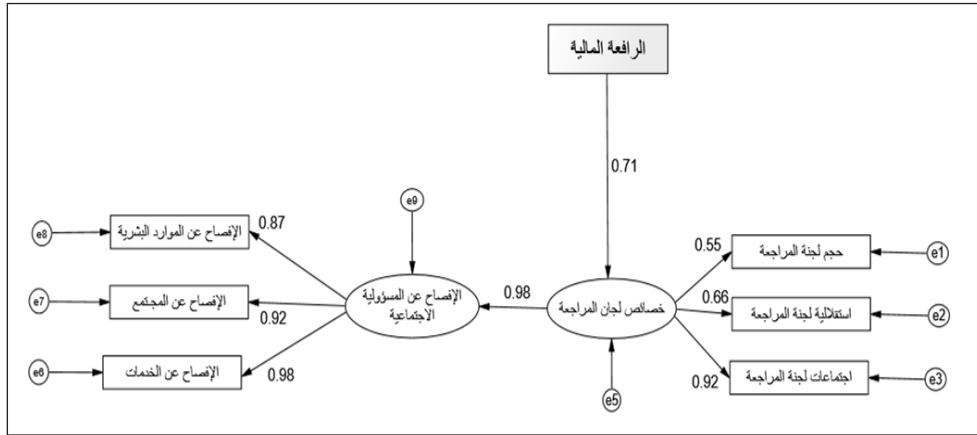 الرافعة المالية
0.71
e9
e8
الإفصاح عن الموارد البشرية
0.87
0.55
حجم لجنة المراجعة
e1
e7
الإفصاح عن المجتمع
0.92
الإفصاح عن المسؤولية
الاجتماعية
0.98
خصائص لجان المراجعة
0.66
استقلالية لجنة المراجعة
e2
e6
الإفصاح عن الخدمات
0.98
0.92
اجتماعات لجنة المراجعة
e3
e5